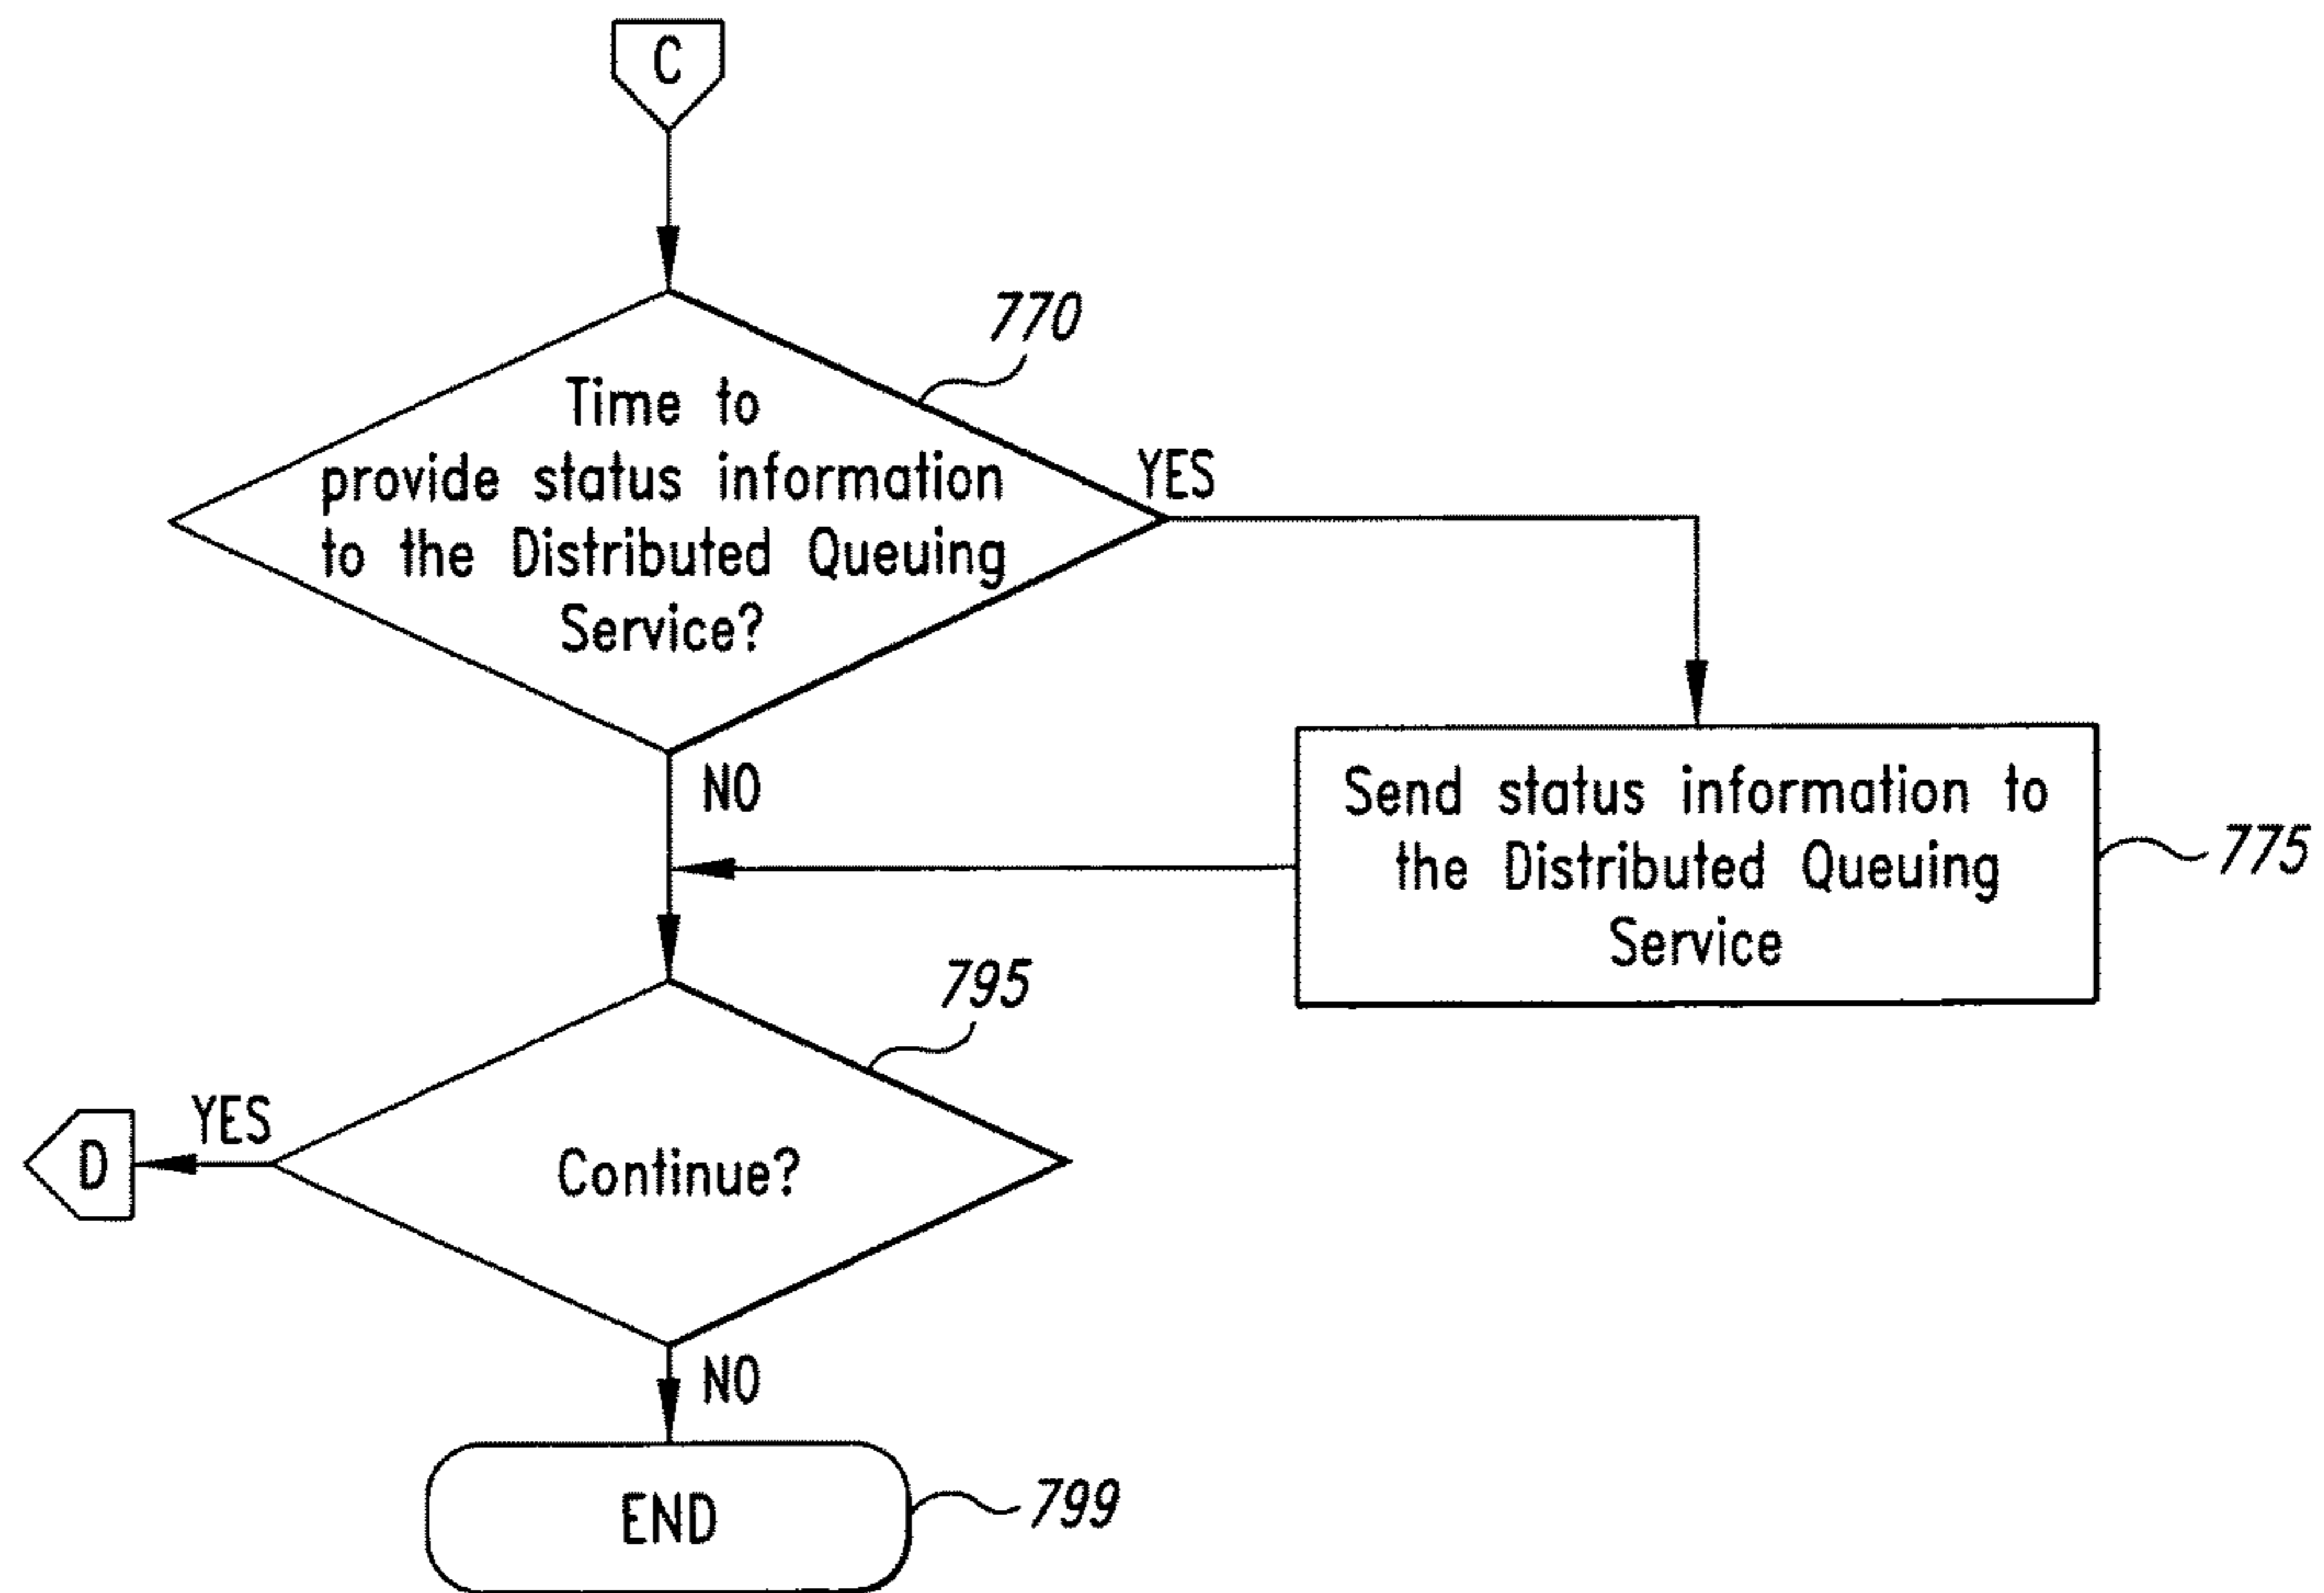 C
770
Time to
provide status information
to the Distributed Queuing
Service?
YES
NO
Send status information to
the Distributed Queuing
Service
775
795
Continue?
YES
D
NO
END
799